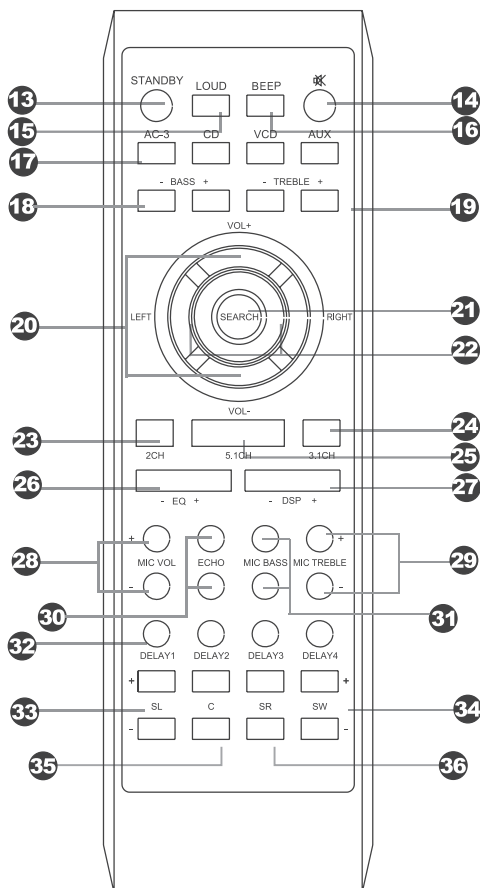 STANDBY LOUD BEEP
13 14
15 16
AC-3 CD VCD AUX
17
- BASS + - TREBLE +
18 19
VOL+
20 LEFT SEARCH RIGHT 21
22
VOL-
23 24
2CH 5.1CH 3.1CH
25
26 27
- EQ + - DSP +
+ +
28 MIC VOL ECHO MIC BASS MIC TREBLE 29
- -
30 31
32
DELAY1 DELAY2 DELAY3 DELAY4
+ +
33 SL C SR SW 34
- -
35 36